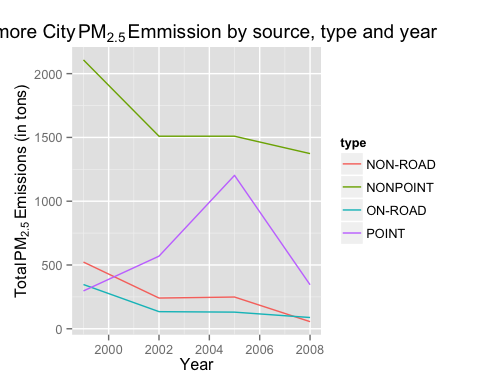 more City PM2.5 Emmission by source, type and year
Total PM2.5 Emissions (in tons)
2000
1500
1000
500
0
2000 2002 2004 2006 2008
Year
type
NON-ROAD
NONPOINT
ON-ROAD
POINT